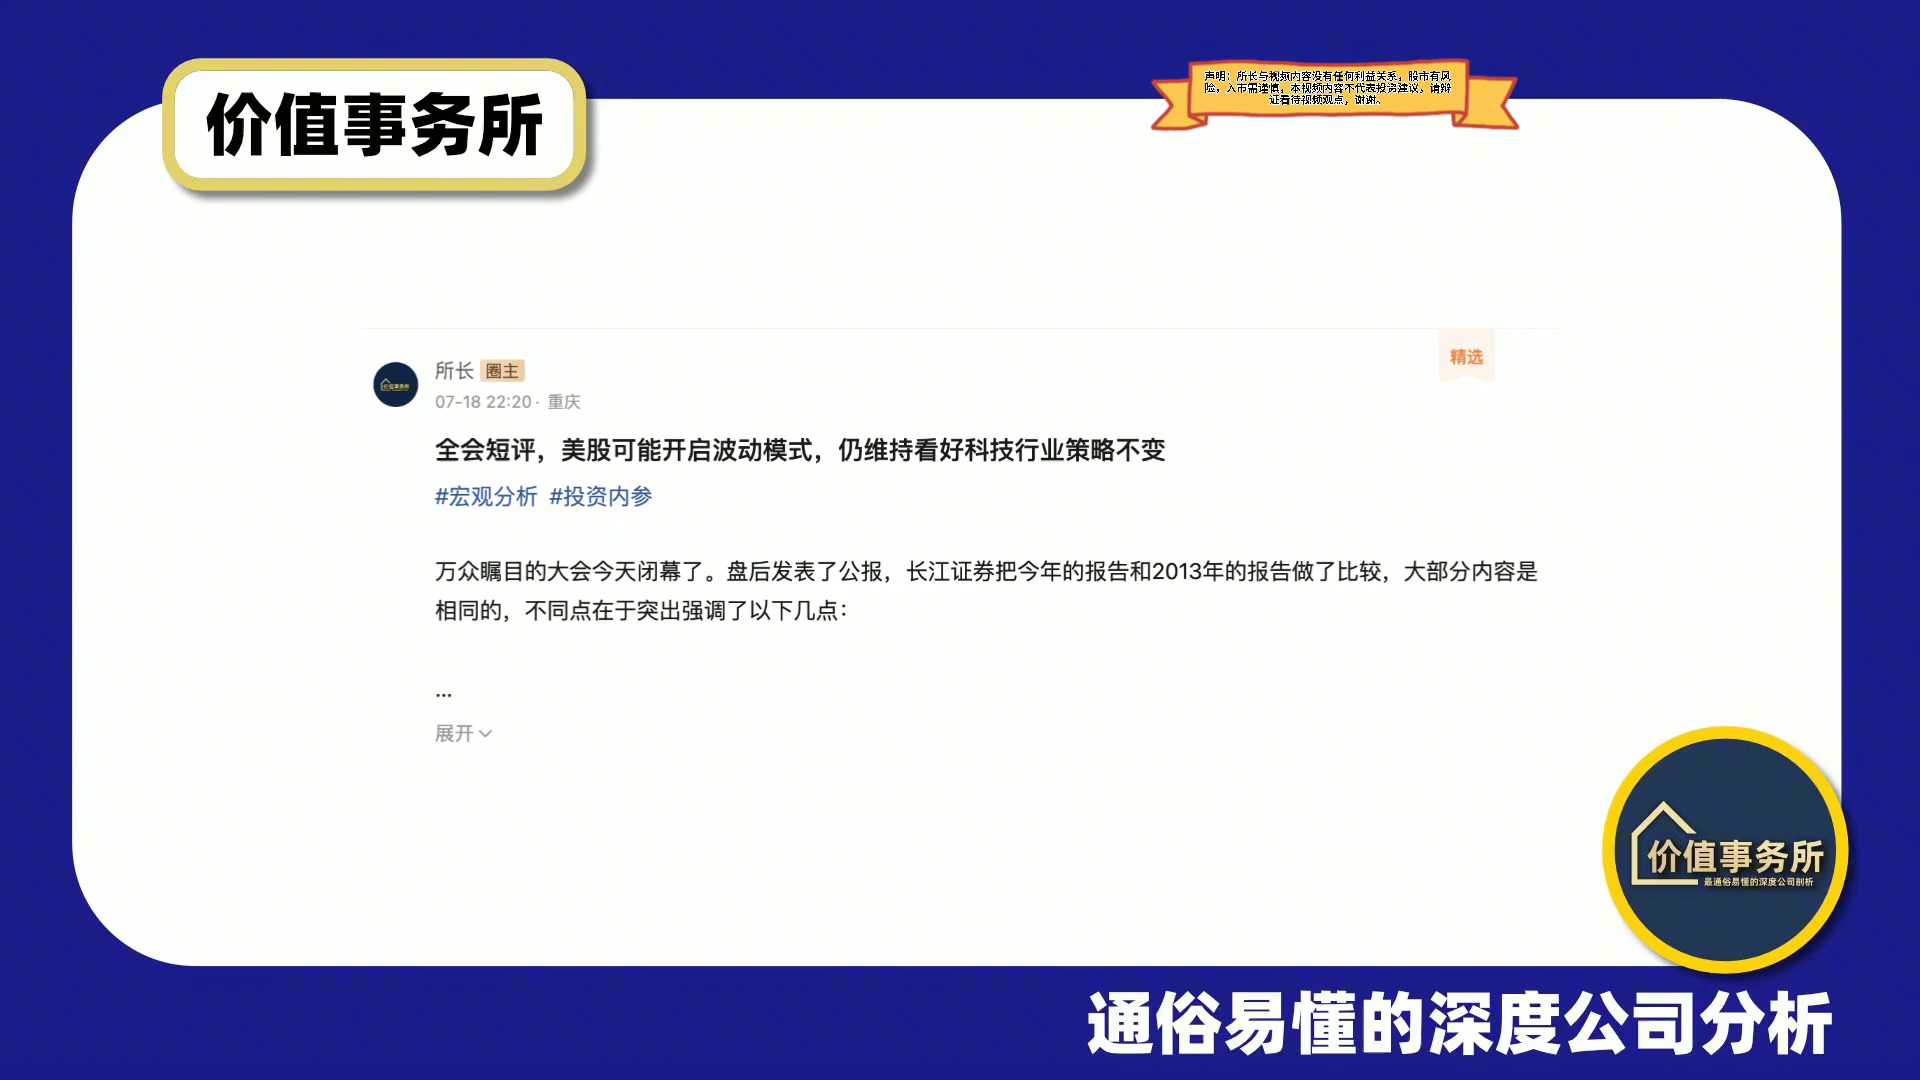 价值事务所
声明：所长与视频内容没有任何利益关系，股市有风
险，入市需谨慎，本视频内容不代表投资建议，请辩
证看待视频观点，谢谢。
精选
所长 圈主
07-18 22:20 · 重庆
全会短评，美股可能开启波动模式，仍维持看好科技行业策略不变
#宏观分析 #投资内参
万众瞩目的大会今天闭幕了。盘后发表了公报，长江证券把今年的报告和2013年的报告做了比较，大部分内容是
相同的，不同点在于突出强调了以下几点：
...
展开
价值事务所
最通俗易懂的深度公司剖析
通俗易懂的深度公司分析